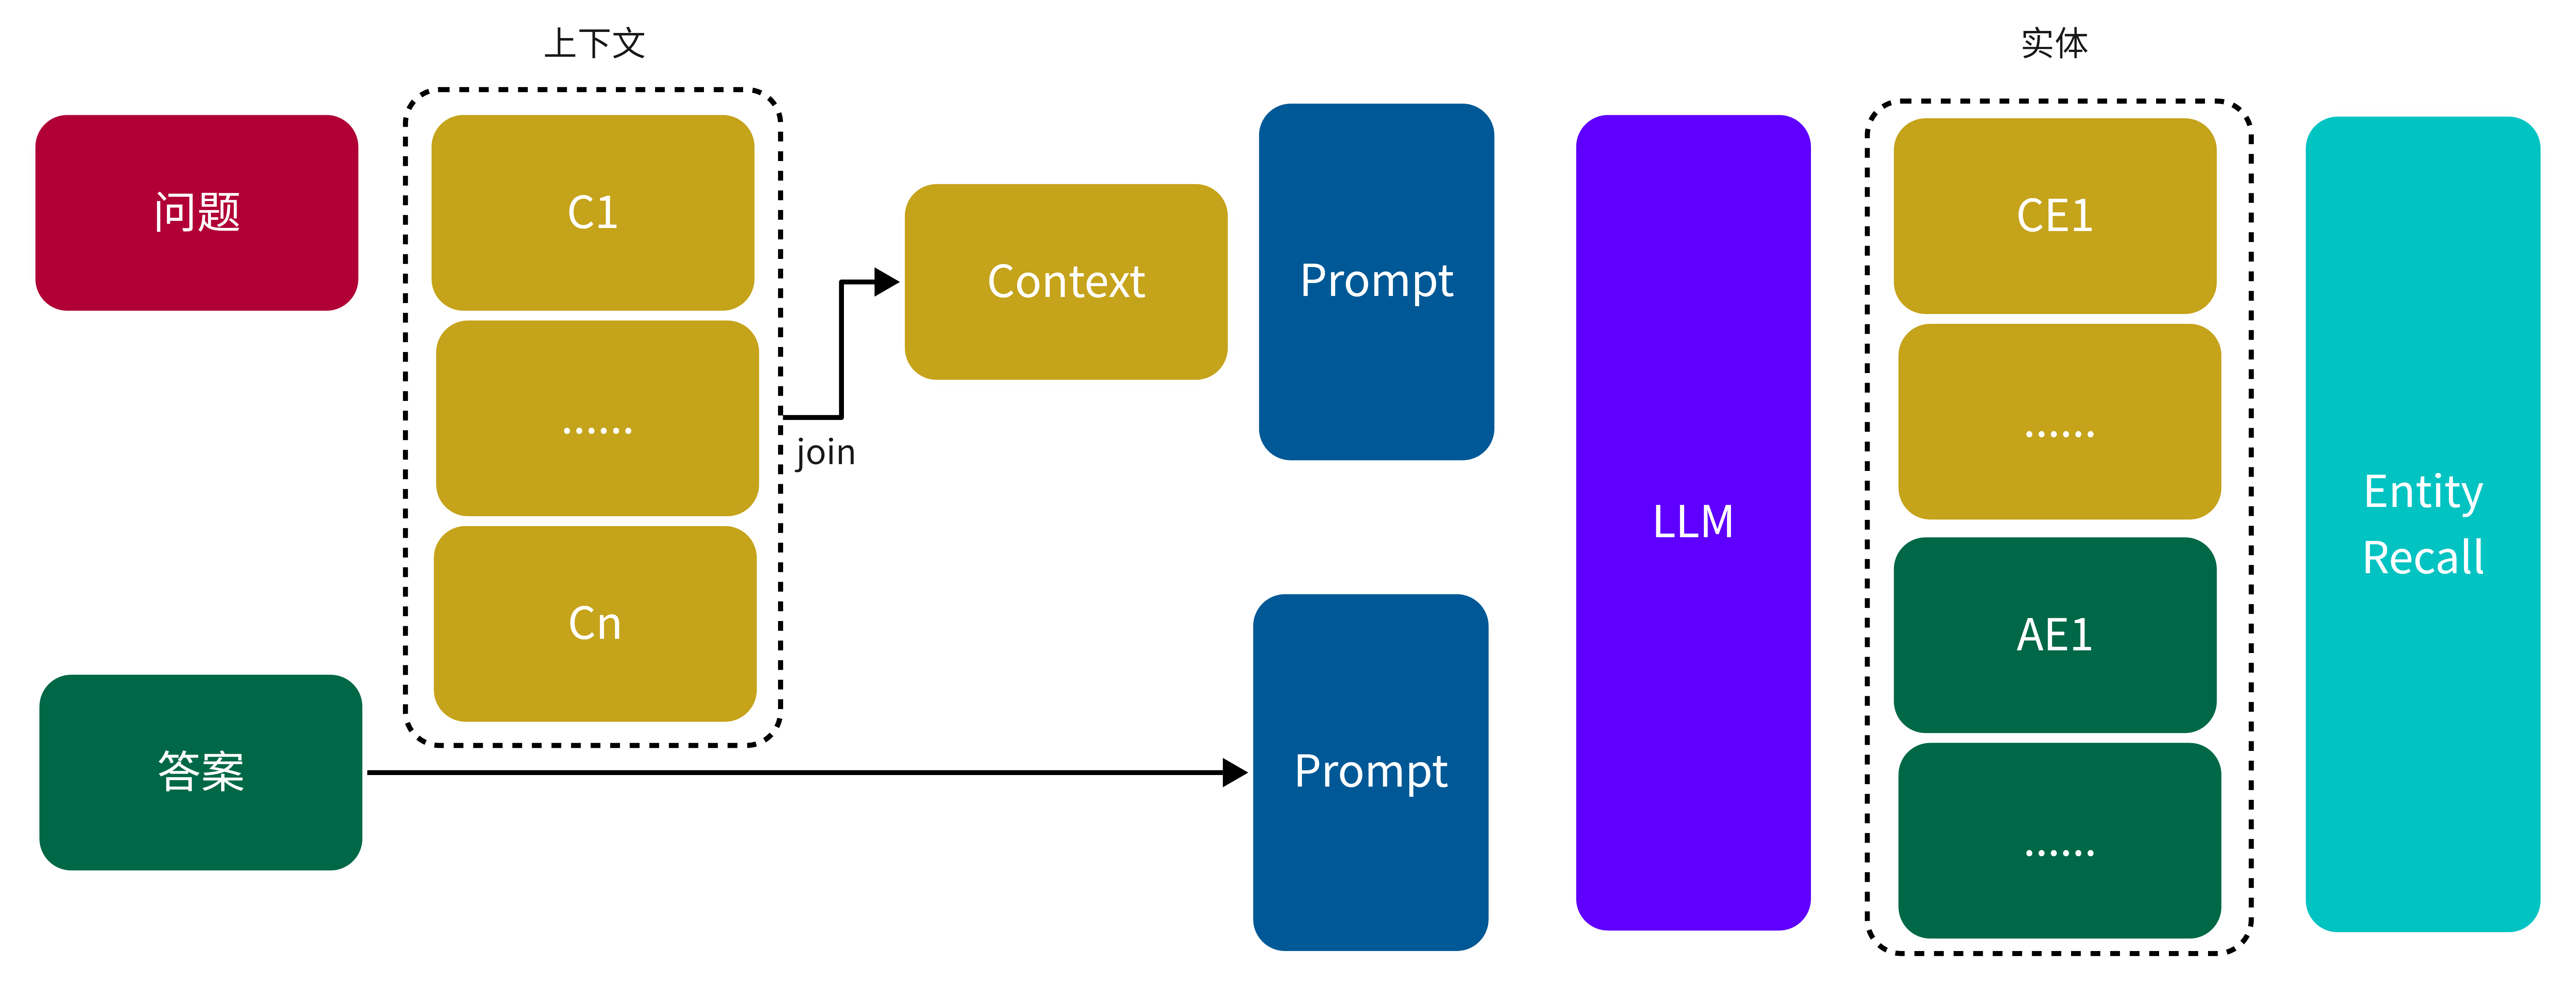 上下文
实体
问题
C1
......
Cn
join
Context
Prompt
答案
Prompt
LLM
CE1
......
AE1
......
Entity
Recall